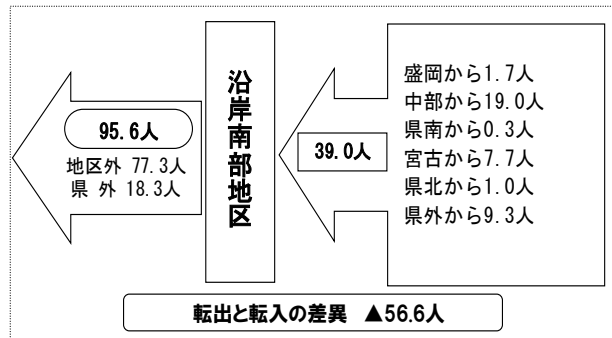 95.6人
地区外 77.3人
県 外 18.3人
沿岸南部地区
39.0人
盛岡から1.7人
中部から19.0人
県南から0.3人
宮古から7.7人
県北から1.0人
県外から9.3人
転出と転入の差異 ▲56.6人